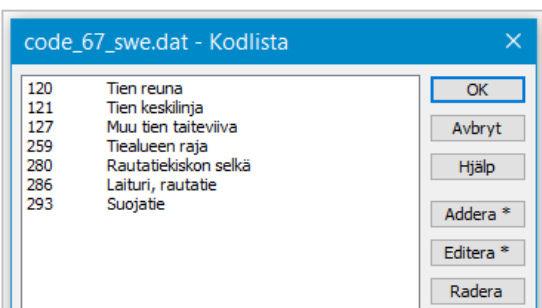 code_67_swe.dat - Kodlista
120 Tien reuna
121 Tien keskilinja
127 Muu tien taiteviiva
259 Tiealueen raja
280 Rautatiekiskon selkä
286 Laituri, rautatie
293 Suojatie
OK
Avbryt
Hjälp
Addera *
Editera *
Radera